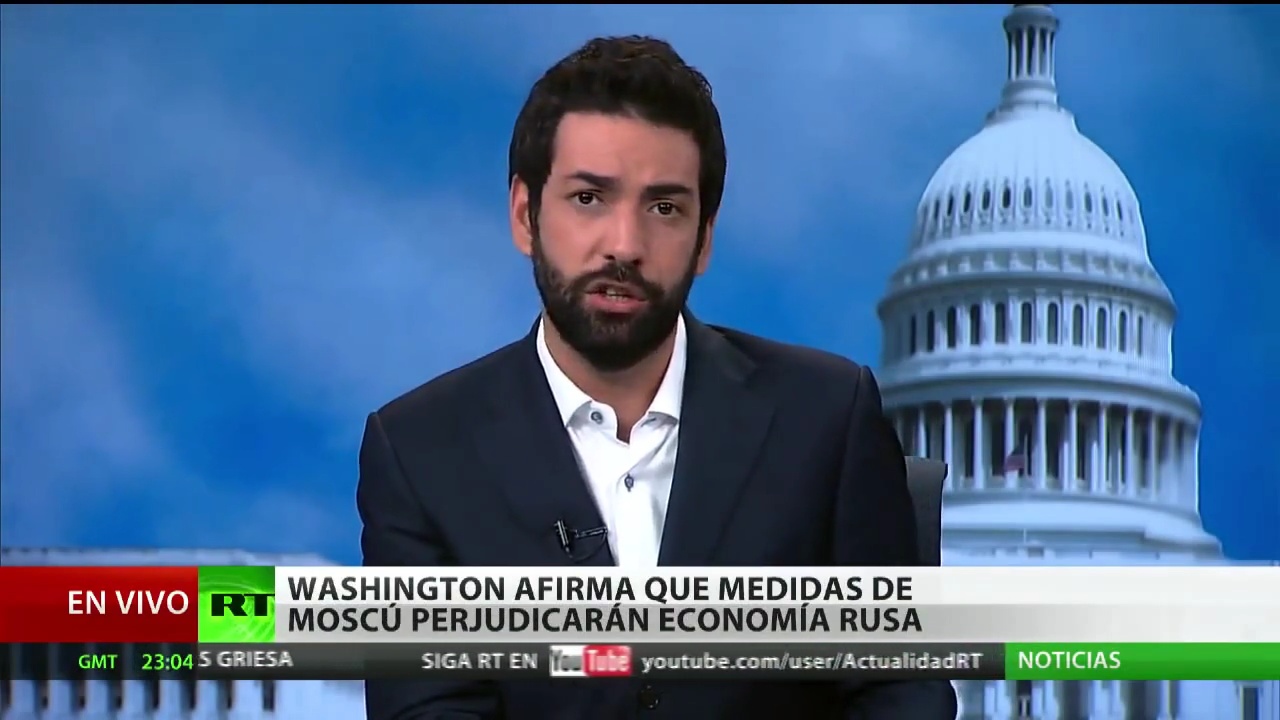 EN VIVO
RT
WASHINGTON AFIRMA QUE MEDIDAS DE
MOSCÚ PERJUDICARÁN ECONOMÍA RUSA
GMT 23:04
S GRIESA
SIGA RT EN YouTube youtube.com/user/ActualidadRT
NOTICIAS